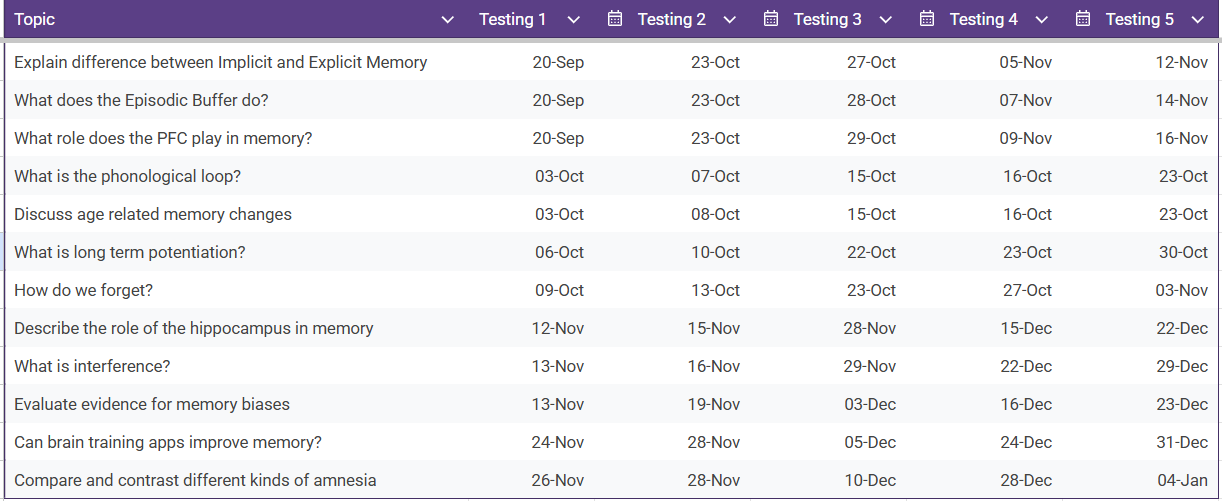 Topic Testing 1 Testing 2 Testing 3 Testing 4 Testing 5
Explain difference between Implicit and Explicit Memory 20-Sep 23-Oct 27-Oct 05-Nov 12-Nov
What does the Episodic Buffer do? 20-Sep 23-Oct 28-Oct 07-Nov 14-Nov
What role does the PFC play in memory? 20-Sep 23-Oct 29-Oct 09-Nov 16-Nov
What is the phonological loop? 03-Oct 07-Oct 15-Oct 16-Oct 23-Oct
Discuss age related memory changes 03-Oct 08-Oct 15-Oct 16-Oct 23-Oct
What is long term potentiation? 06-Oct 10-Oct 22-Oct 23-Oct 30-Oct
How do we forget? 09-Oct 13-Oct 23-Oct 27-Oct 03-Nov
Describe the role of the hippocampus in memory 12-Nov 15-Nov 28-Nov 15-Dec 22-Dec
What is interference? 13-Nov 16-Nov 29-Nov 22-Dec 29-Dec
Evaluate evidence for memory biases 13-Nov 19-Nov 03-Dec 16-Dec 23-Dec
Can brain training apps improve memory? 24-Nov 28-Nov 05-Dec 24-Dec 31-Dec
Compare and contrast different kinds of amnesia 26-Nov 28-Nov 10-Dec 28-Dec 04-Jan